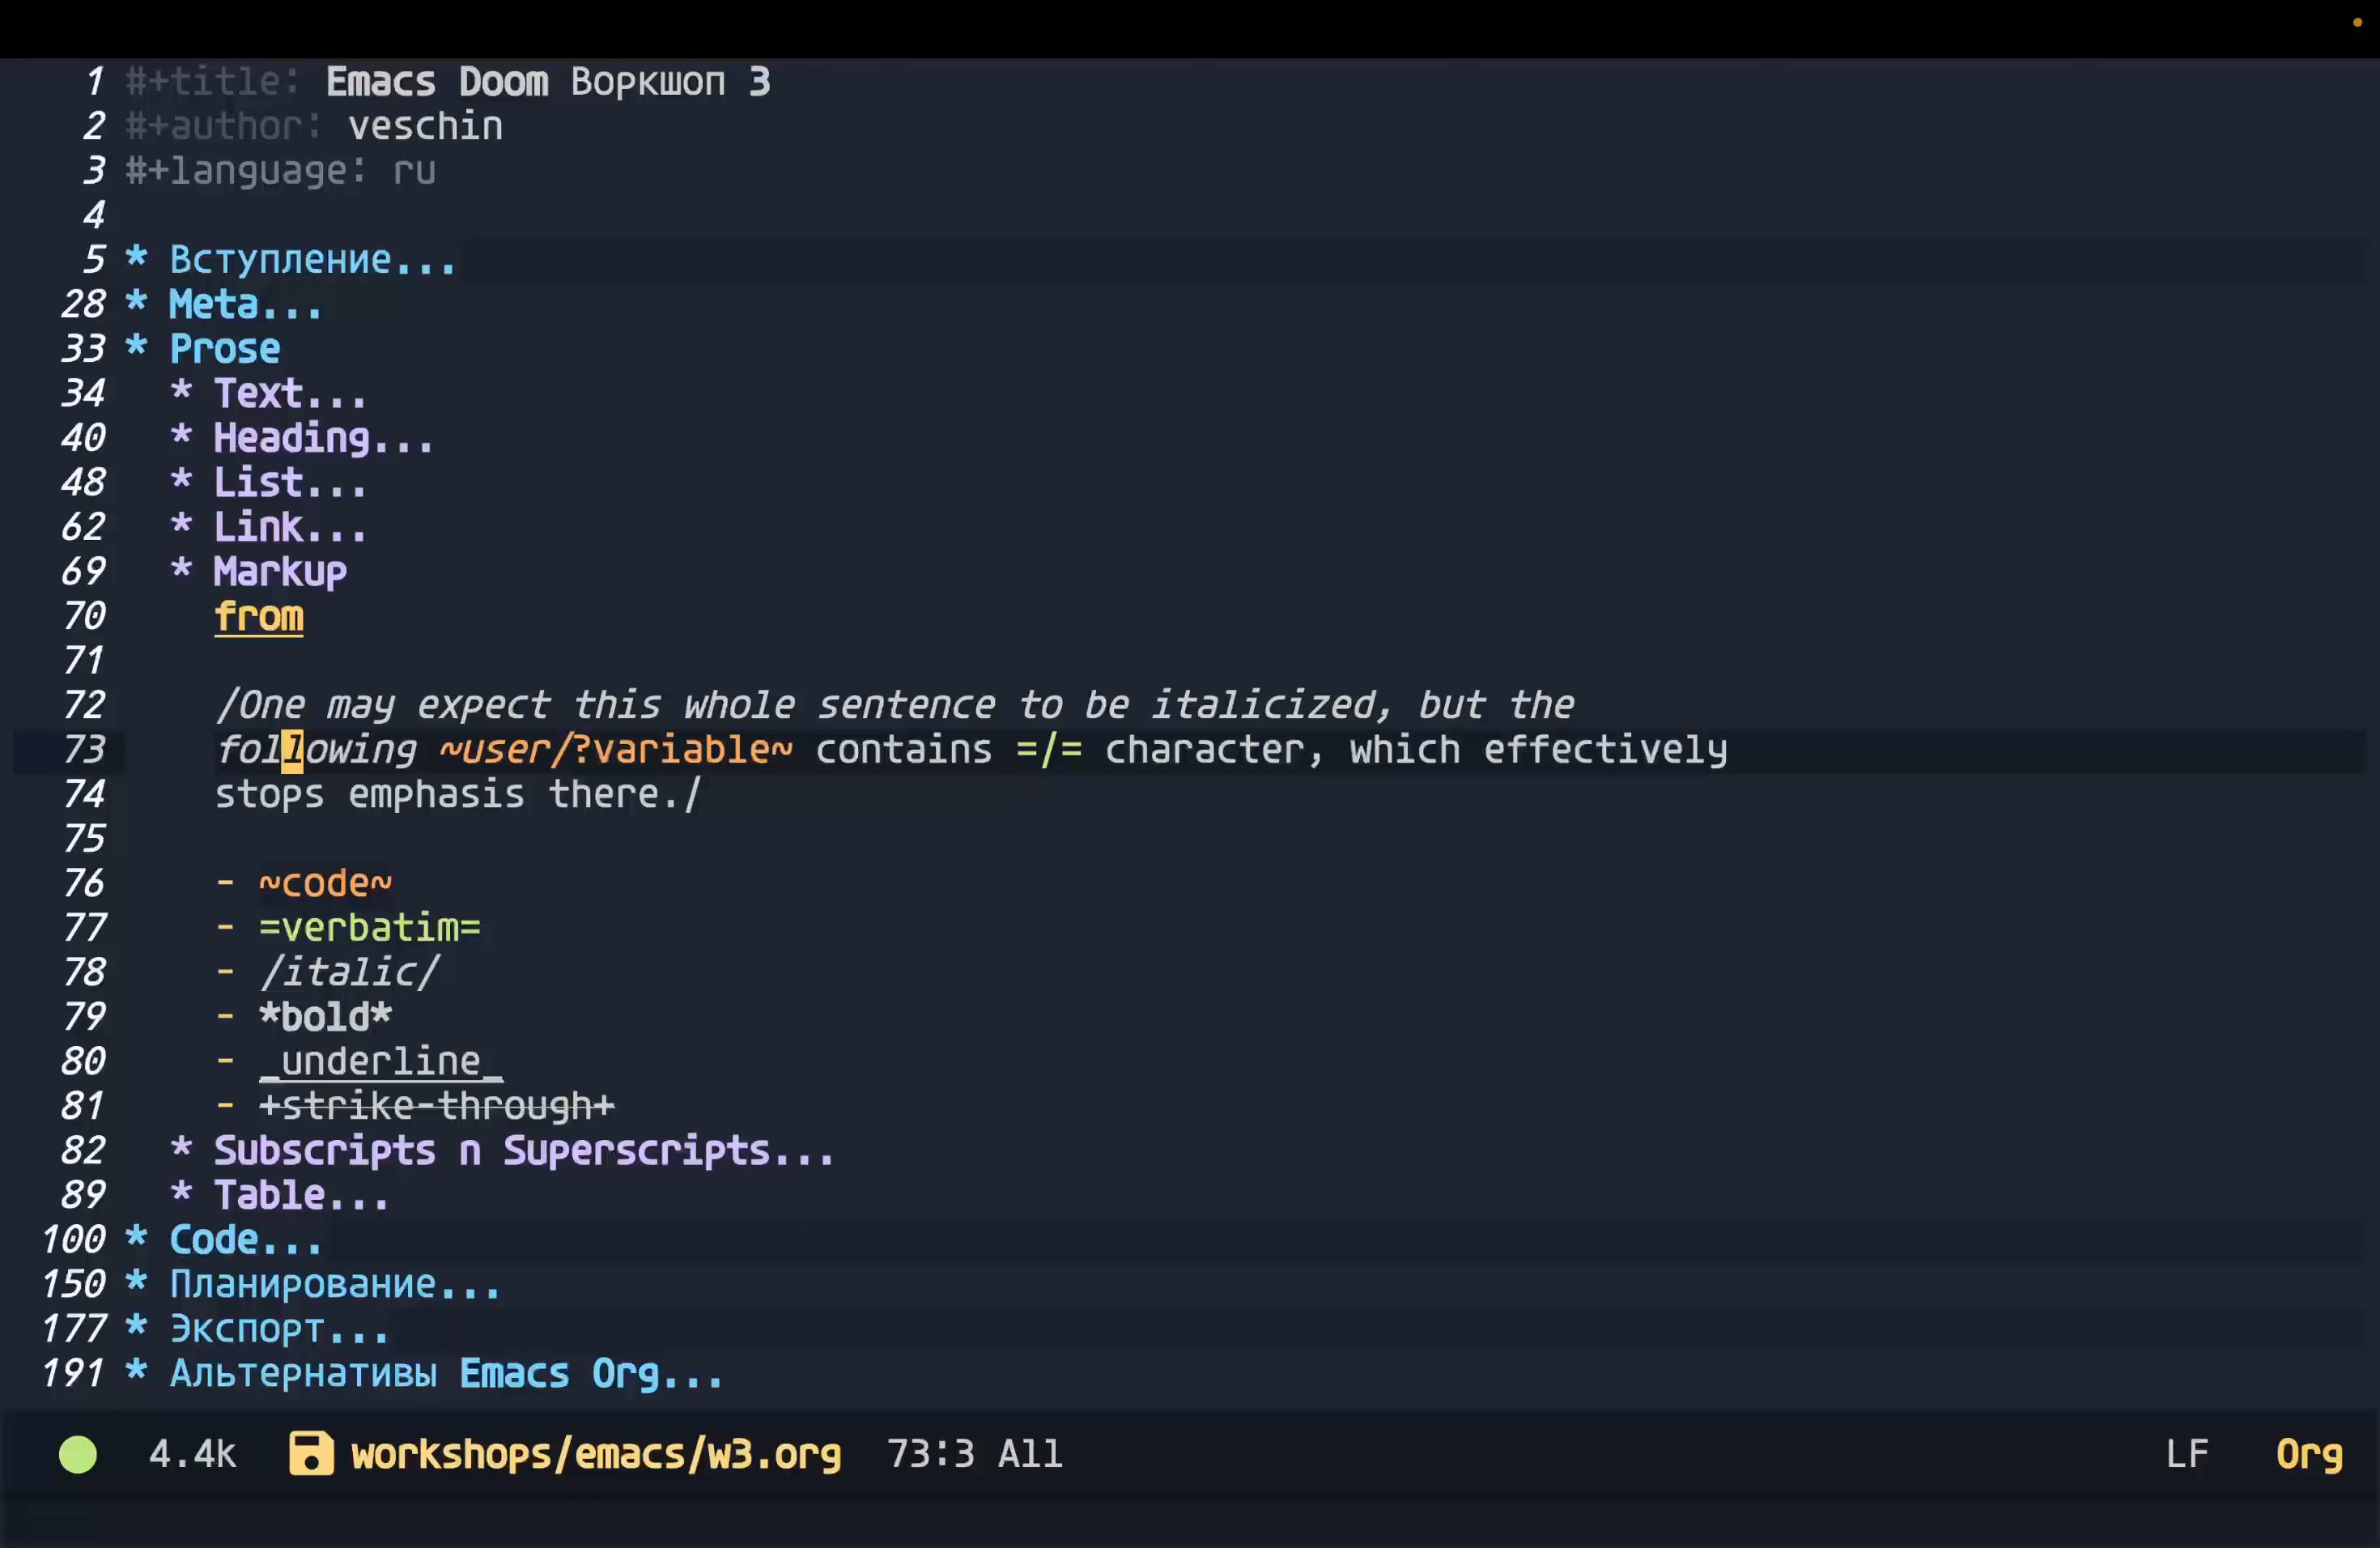 1 #+title: Emacs Doom Воркшоп 3
2 #+author: veschin
3 #+language: ru
4
5 * Вступление...
28 * Meta...
33 * Prose
34 * Text...
40 * Heading...
48 * List...
62 * Link...
69 * Markup
70 from
71
72 /One may expect this whole sentence to be italicized, but the
73 following ~user/?variable~ contains =/= character, which effectively
74 stops emphasis there./
75
76 - ~code~
77 - =verbatim=
78 - /italic/
79 - *bold*
80 - _underline_
81 - +strike-through+
82 * Subscripts n Superscripts...
89 * Table...
100 * Code...
150 * Планирование...
177 * Экспорт...
191 * Альтернативы Emacs Org...
4.4k workshops/emacs/w3.org 73:3 All LF Org